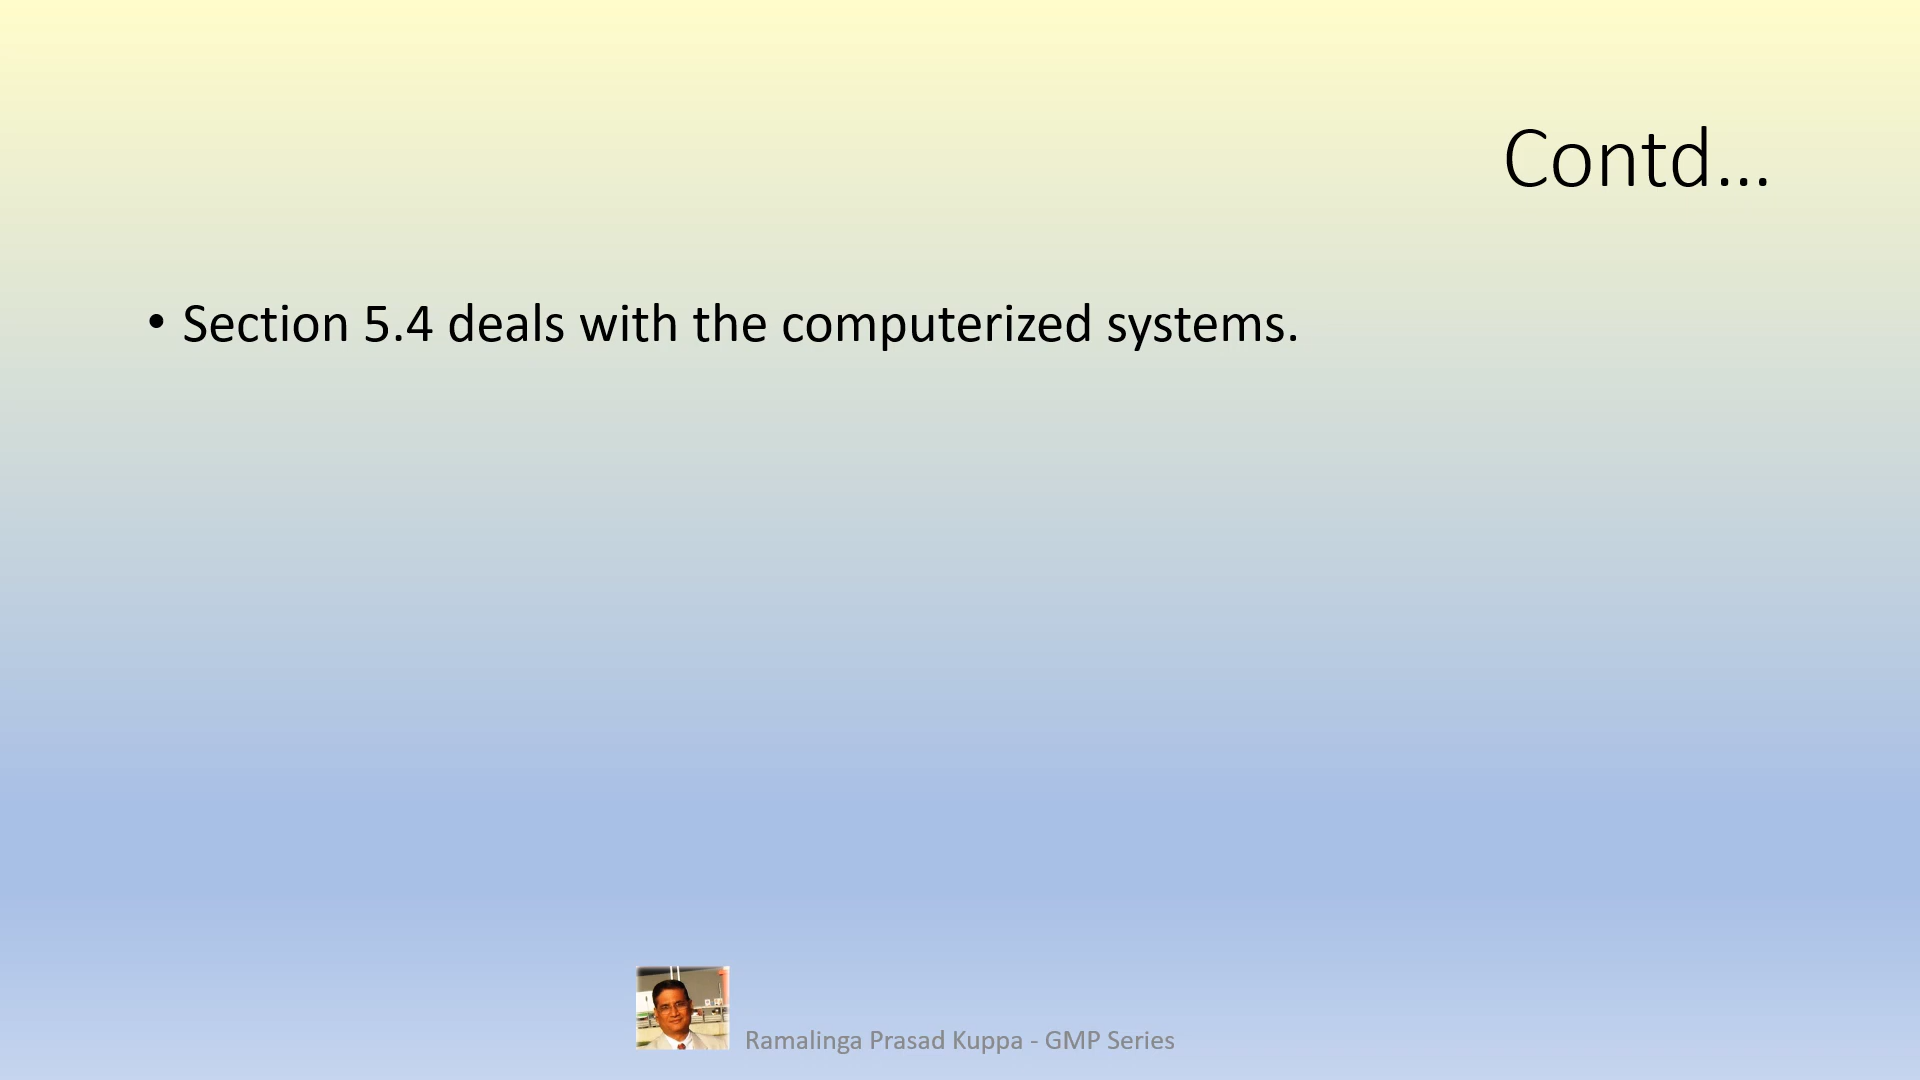 Contd...
• Section 5.4 deals with the computerized systems.
Ramalinga Prasad Kuppa - GMP Series